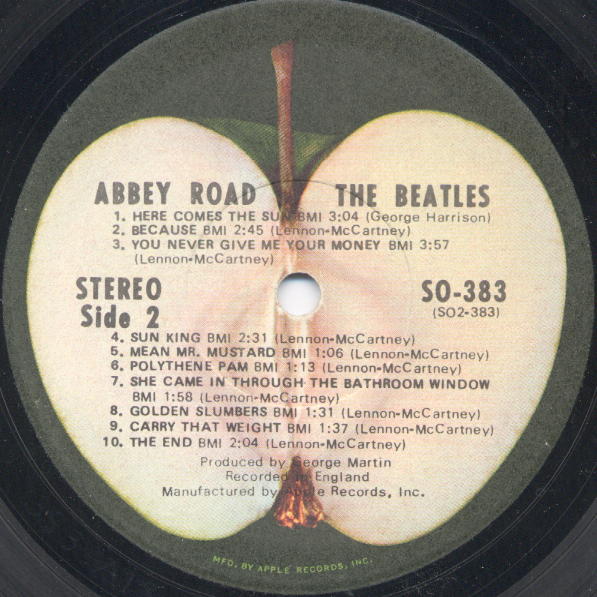 ABBEY ROAD THE BEATLES
1. HERE COMES THE SUN BMI 3:04 (George Harrison)
2. BECAUSE BMI 2:45 (Lennon-McCartney)
3. YOU NEVER GIVE ME YOUR MONEY BMI 3:57
(Lennon-McCartney)
STEREO SO-383
Side 2 (SO2-383)
4. SUN KING BMI 2:31 (Lennon-McCartney)
5. MEAN MR. MUSTARD BMI 1:06 (Lennon-McCartney)
6. POLYTHENE PAM BMI 1:13 (Lennon-McCartney)
7. SHE CAME IN THROUGH THE BATHROOM WINDOW
BMI 1:58 (Lennon-McCartney)
8. GOLDEN SLUMBERS BMI 1:31 (Lennon-McCartney)
9. CARRY THAT WEIGHT BMI 1:37 (Lennon-McCartney)
10. THE END BMI 2:04 (Lennon-McCartney)
Produced by George Martin
Recorded in England
Manufactured by Apple Records, Inc.
MFD. BY APPLE RECORDS, INC.